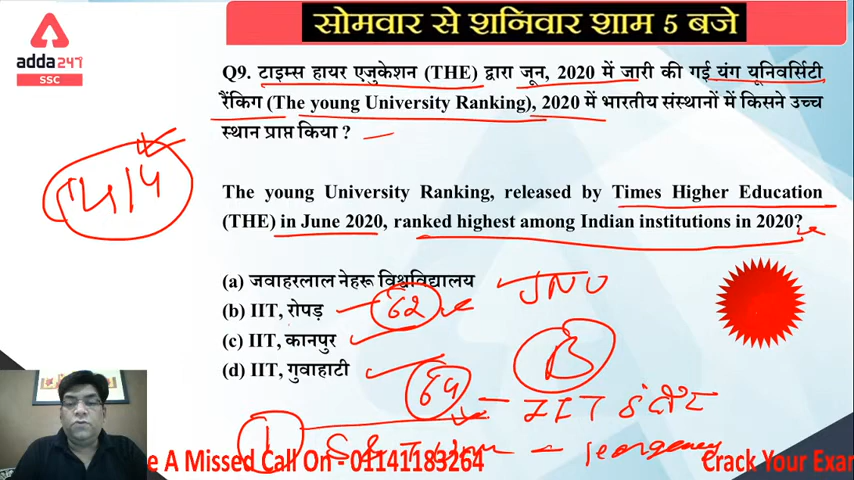 सोमवार से शनिवार शाम 5 बजे
adda247
SSC
Q9. टाइम्स हायर एजुकेशन (THE) द्वारा जून, 2020 में जारी की गई यंग यूनिवर्सिटी
रैंकिग (The young University Ranking), 2020 में भारतीय संस्थानों में किसने उच्च
स्थान प्राप्त किया ?
The young University Ranking, released by Times Higher Education
(THE) in June 2020, ranked highest among Indian institutions in 2020?
(a) जवाहरलाल नेहरू विश्वविद्यालय
JNU
(b) IIT, रोपड़
62
(c) IIT, कानपुर
B
(d) IIT, गुवाहाटी
64 - IIT इंदौर
1
e A Missed Call On - 01141183264
Crack Your Exa